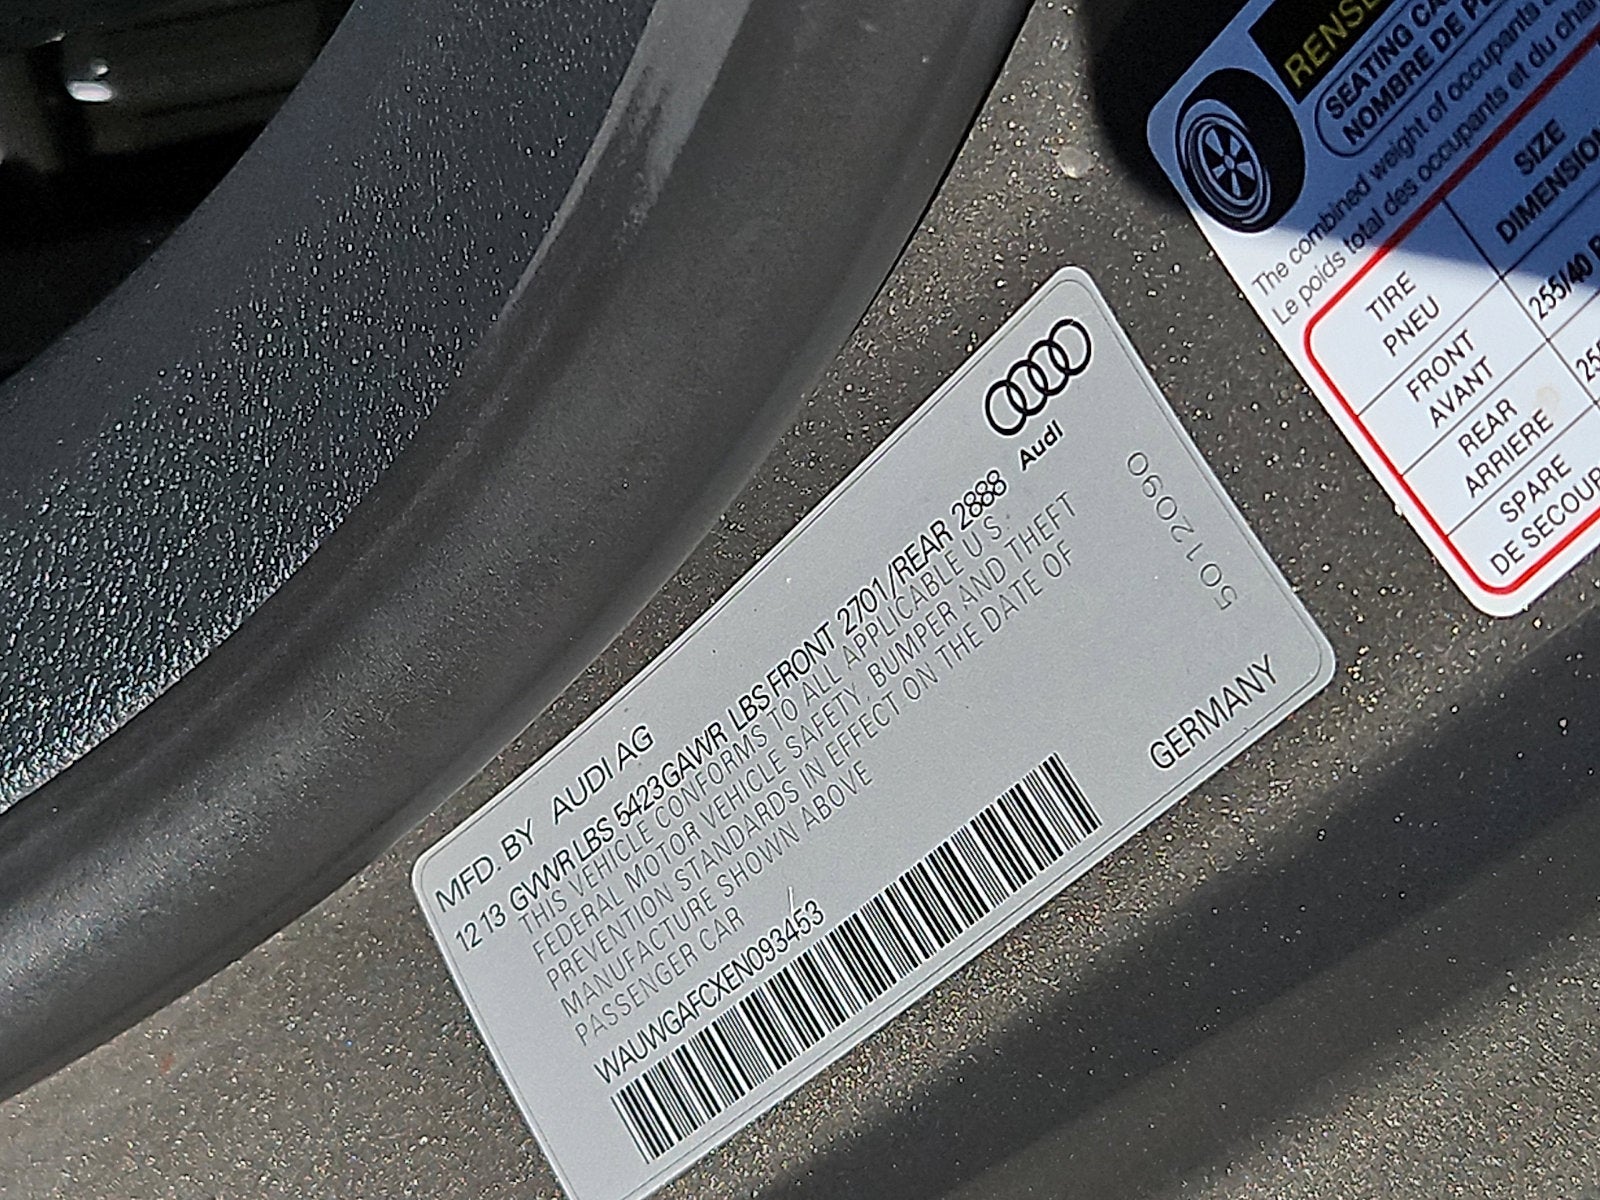 MFD. BY AUDI AG
12 13 GVWR LBS 5423 GAWR LBS FRONT 2701/REAR 2888
THIS VEHICLE CONFORMS TO ALL APPLICABLE U.S.
FEDERAL MOTOR VEHICLE SAFETY, BUMPER AND THEFT
PREVENTION STANDARDS IN EFFECT ON THE DATE OF
MANUFACTURE SHOWN ABOVE
PASSENGER CAR
WAUWGAFCXEN093453
Audi
5012090
GERMANY
SEATING CA
NOMBRE DE
The combined weight of occupants
Le poids total des occupants et du
TIRE
PNEU
SIZE
DIMENSION
FRONT
AVANT
255/40
REAR
ARRIERE
255
SPARE
DE SECOUR